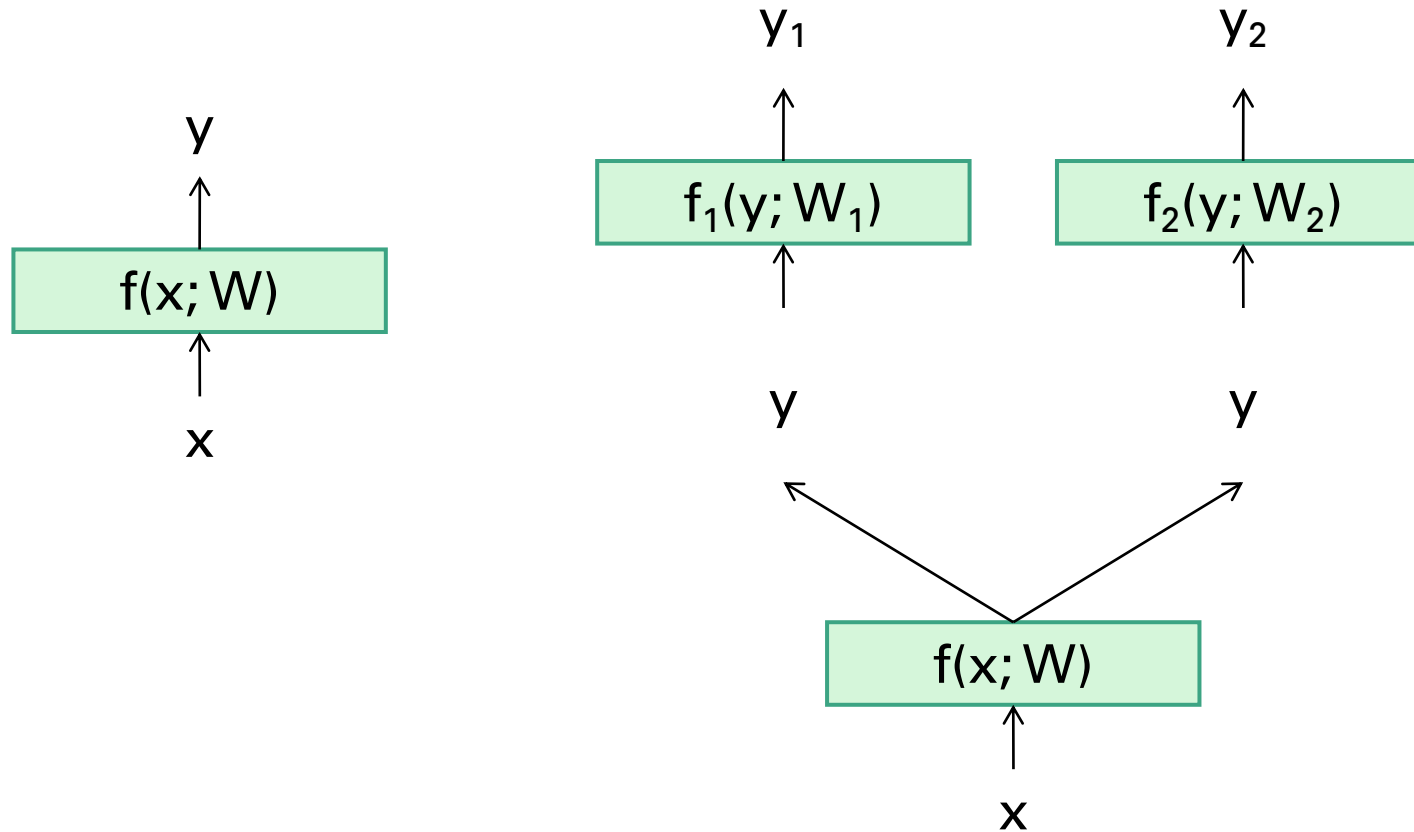 y
f(x; W)
x
y₁
y₂
f₁(y; W₁)
f₂(y; W₂)
y
y
f(x; W)
x